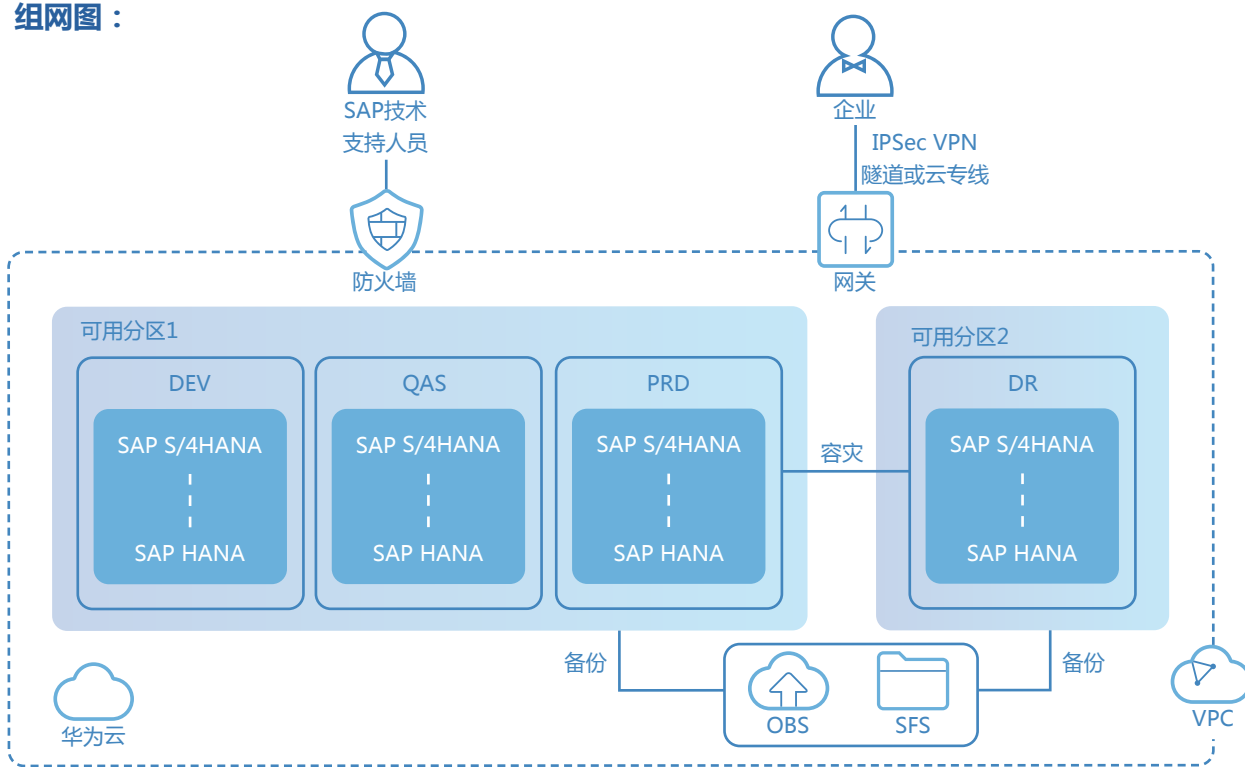 组网图：
SAP技术
支持人员
企业
IPSec VPN
隧道或云专线
防火墙
网关
可用分区1
DEV
SAP S/4HANA
SAP HANA
QAS
SAP S/4HANA
SAP HANA
PRD
SAP S/4HANA
SAP HANA
容灾
可用分区2
DR
SAP S/4HANA
SAP HANA
备份
OBS
SFS
备份
华为云
VPC